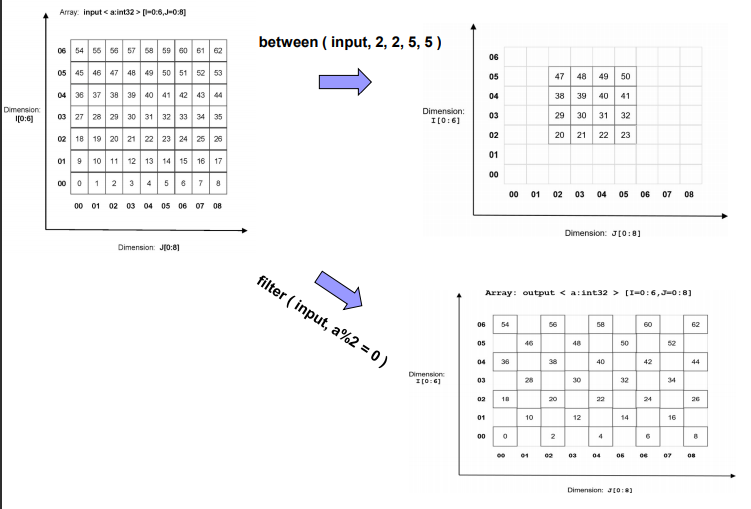 Array: input < a:int32 > [I=0:6,J=0:8]
06 54 55 56 57 58 59 60 61 62
05 45 46 47 48 49 50 51 52 53
04 36 37 38 39 40 41 42 43 44
Dimension:
I[0:6]
03 27 28 29 30 31 32 33 34 35
02 18 19 20 21 22 23 24 25 26
01 9 10 11 12 13 14 15 16 17
00 0 1 2 3 4 5 6 7 8
00 01 02 03 04 05 06 07 08
Dimension: J[0:8]
between ( input, 2, 2, 5, 5 )
06
05 47 48 49 50
04 38 39 40 41
Dimension:
I[0:6]
03 29 30 31 32
02 20 21 22 23
01
00
00 01 02 03 04 05 06 07 08
Dimension: J[0:8]
filter ( input, a%2 = 0 )
Array: output < a:int32 > [I=0:6,J=0:8]
06 54 56 58 60 62
05 46 48 50 52
04 36 38 40 42 44
Dimension:
I[0:6]
03 28 30 32 34
02 18 20 22 24 26
01 10 12 14 16
00 0 2 4 6 8
00 01 02 03 04 05 06 07 08
Dimension: J[0:8]